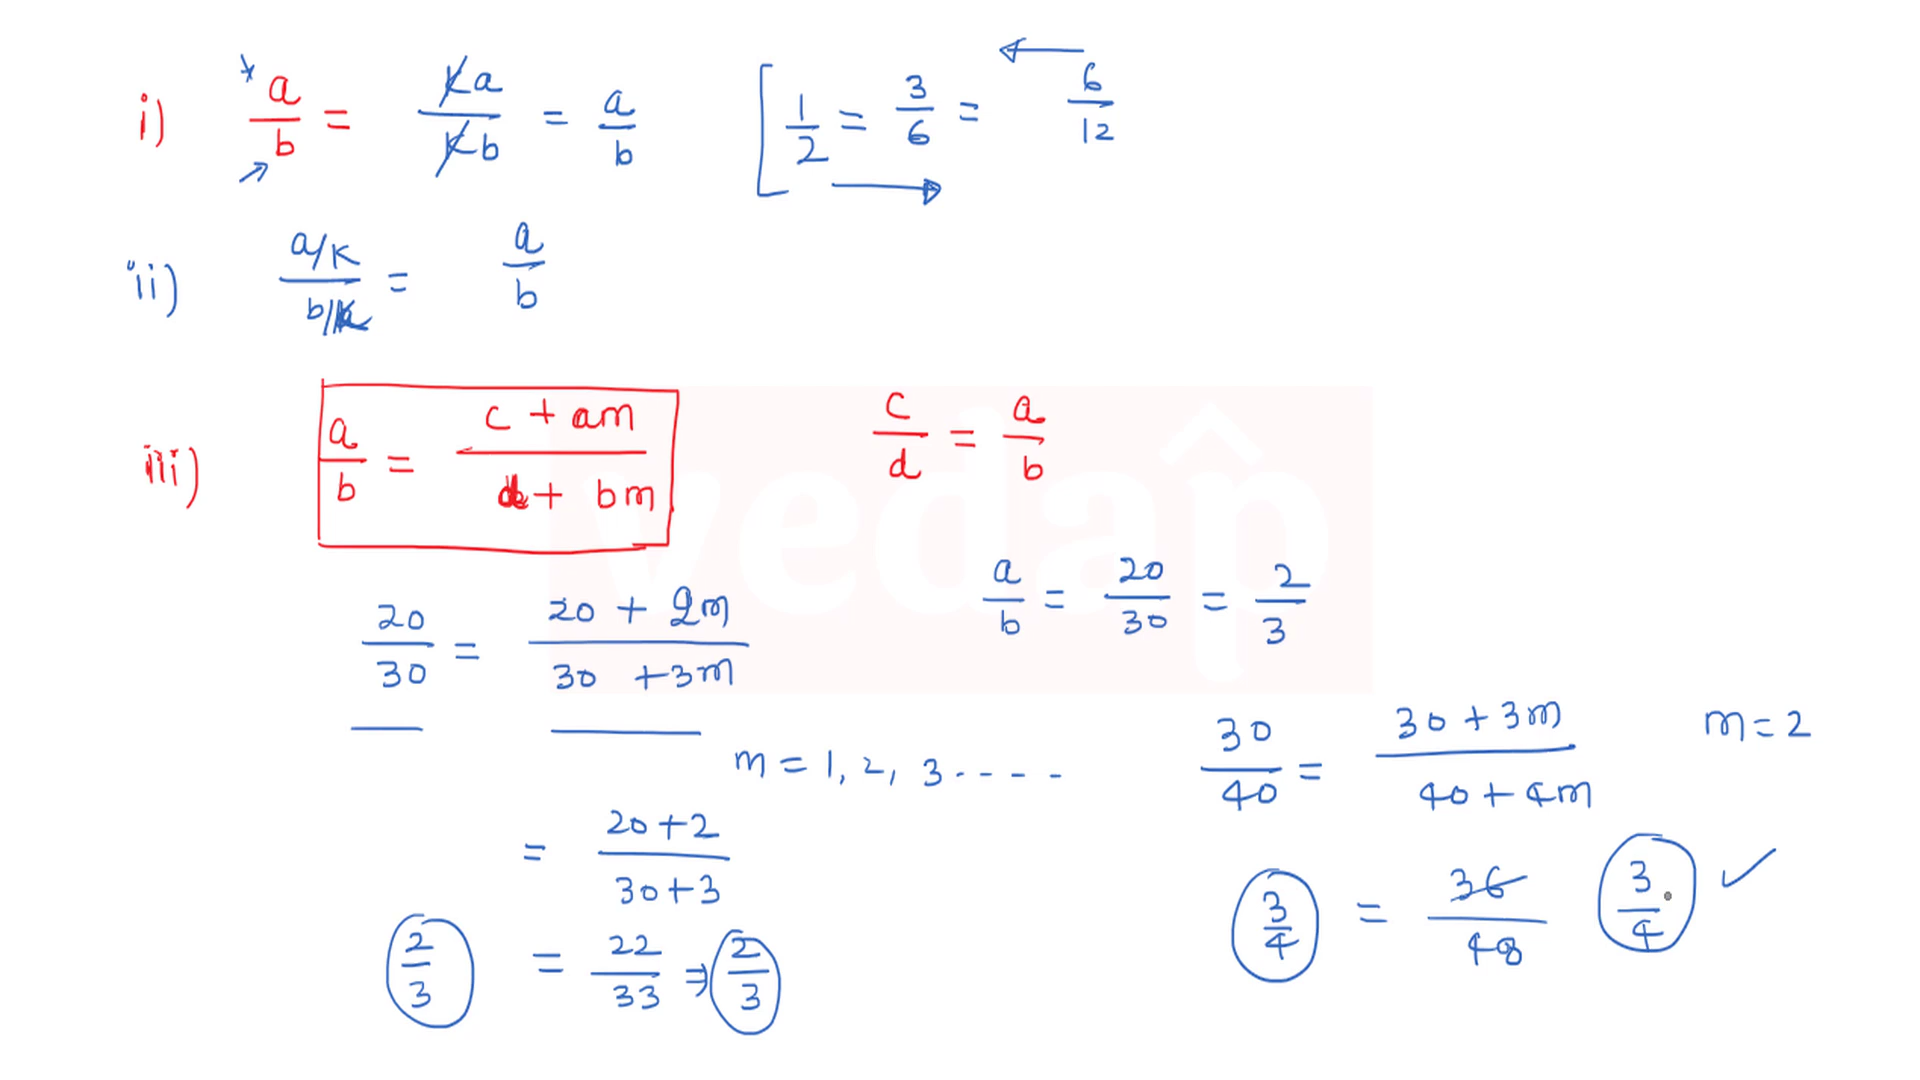 i) a/b = Ka/Kb = a/b [ 1/2 = 3/6 = 6/12
ii) a/K / b/K = a/b
iii) a/b = c + am / d + bm c/d = a/b
a/b = 20/30 = 2/3
20/30 = 20 + 2m / 30 + 3m
30/40 = 30 + 3m / 40 + 4m m = 2
m = 1, 2, 3 - - - -
= 20+2 / 30+3
3/4 = 36/48 3/4 ✓
2/3 = 22/33 ⇒ 2/3
vedap